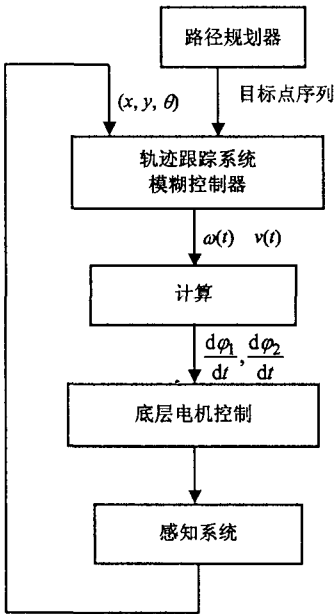 路径规划器
(x, y, θ)
目标点序列
轨迹跟踪系统
模糊控制器
ω(t) v(t)
计算
dφ₁/dt, dφ₂/dt
底层电机控制
感知系统